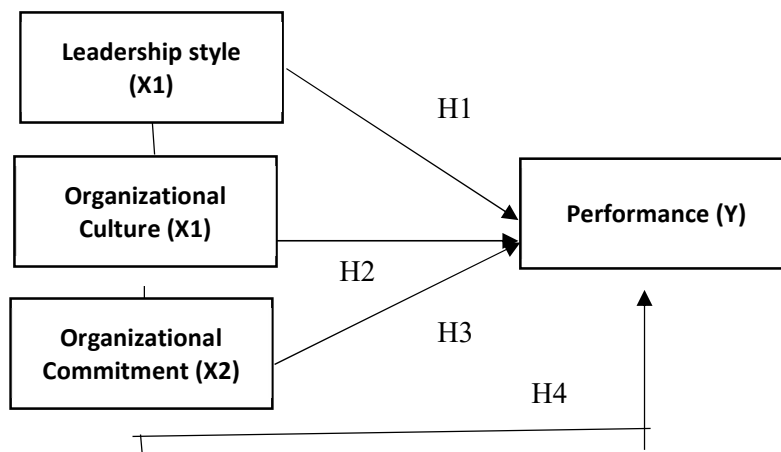 Leadership style
(X1)
H1
Organizational
Culture (X1)
Performance (Y)
H2
Organizational
Commitment (X2)
H3
H4